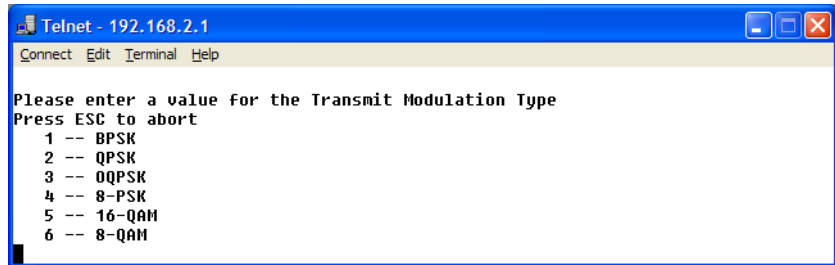 Telnet - 192.168.2.1
Connect Edit Terminal Help
Please enter a value for the Transmit Modulation Type
Press ESC to abort
1 -- BPSK
2 -- QPSK
3 -- OQPSK
4 -- 8-PSK
5 -- 16-QAM
6 -- 8-QAM